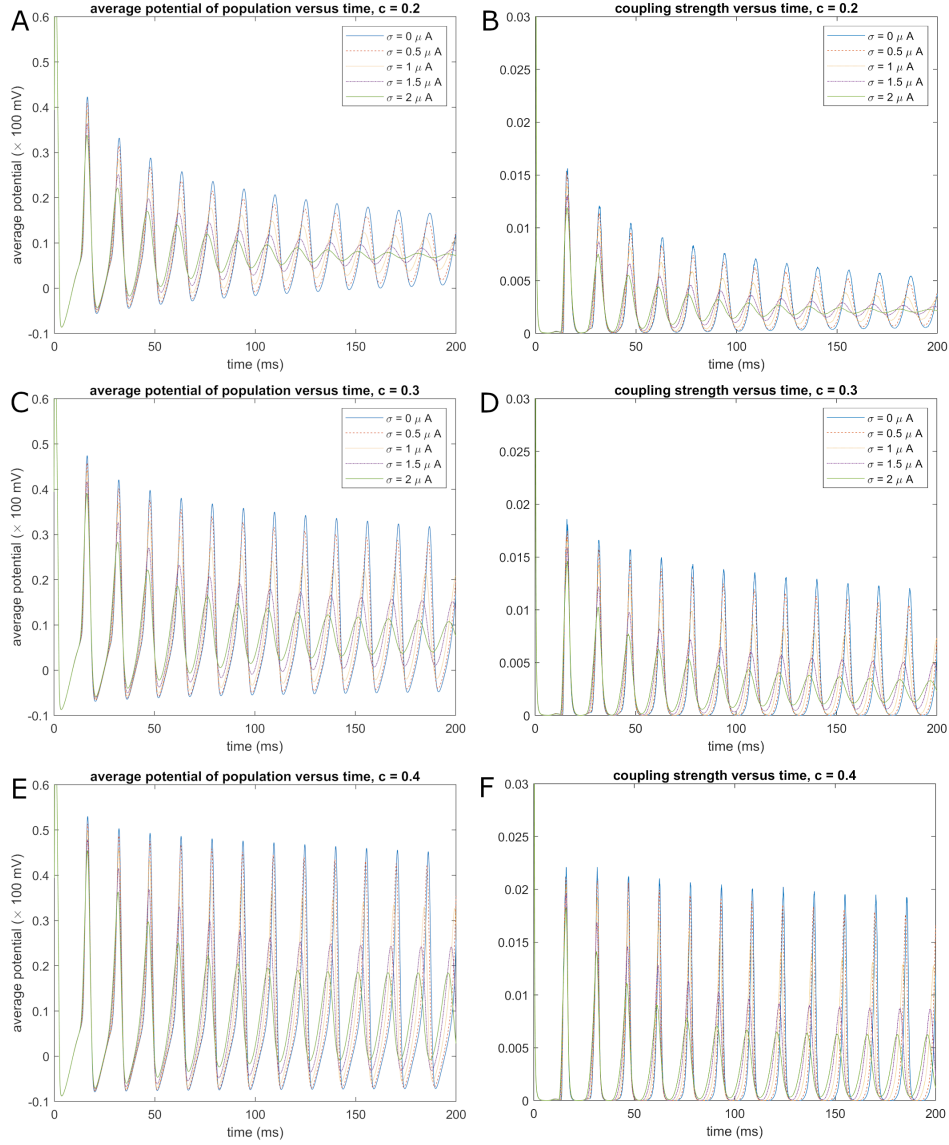 A
average potential of population versus time, c = 0.2
average potential (× 100 mV)
0.6
0.5
0.4
0.3
0.2
0.1
0
-0.1
0
50
100
150
200
time (ms)
σ = 0 μ A
σ = 0.5 μ A
σ = 1 μ A
σ = 1.5 μ A
σ = 2 μ A
B
coupling strength versus time, c = 0.2
0.03
0.025
0.02
0.015
0.01
0.005
0
0
50
100
150
200
time (ms)
σ = 0 μ A
σ = 0.5 μ A
σ = 1 μ A
σ = 1.5 μ A
σ = 2 μ A
C
average potential of population versus time, c = 0.3
average potential (× 100 mV)
0.6
0.5
0.4
0.3
0.2
0.1
0
-0.1
0
50
100
150
200
time (ms)
σ = 0 μ A
σ = 0.5 μ A
σ = 1 μ A
σ = 1.5 μ A
σ = 2 μ A
D
coupling strength versus time, c = 0.3
0.03
0.025
0.02
0.015
0.01
0.005
0
0
50
100
150
200
time (ms)
σ = 0 μ A
σ = 0.5 μ A
σ = 1 μ A
σ = 1.5 μ A
σ = 2 μ A
E
average potential of population versus time, c = 0.4
average potential (× 100 mV)
0.6
0.5
0.4
0.3
0.2
0.1
0
-0.1
0
50
100
150
200
time (ms)
F
coupling strength versus time, c = 0.4
0.03
0.025
0.02
0.015
0.01
0.005
0
0
50
100
150
200
time (ms)